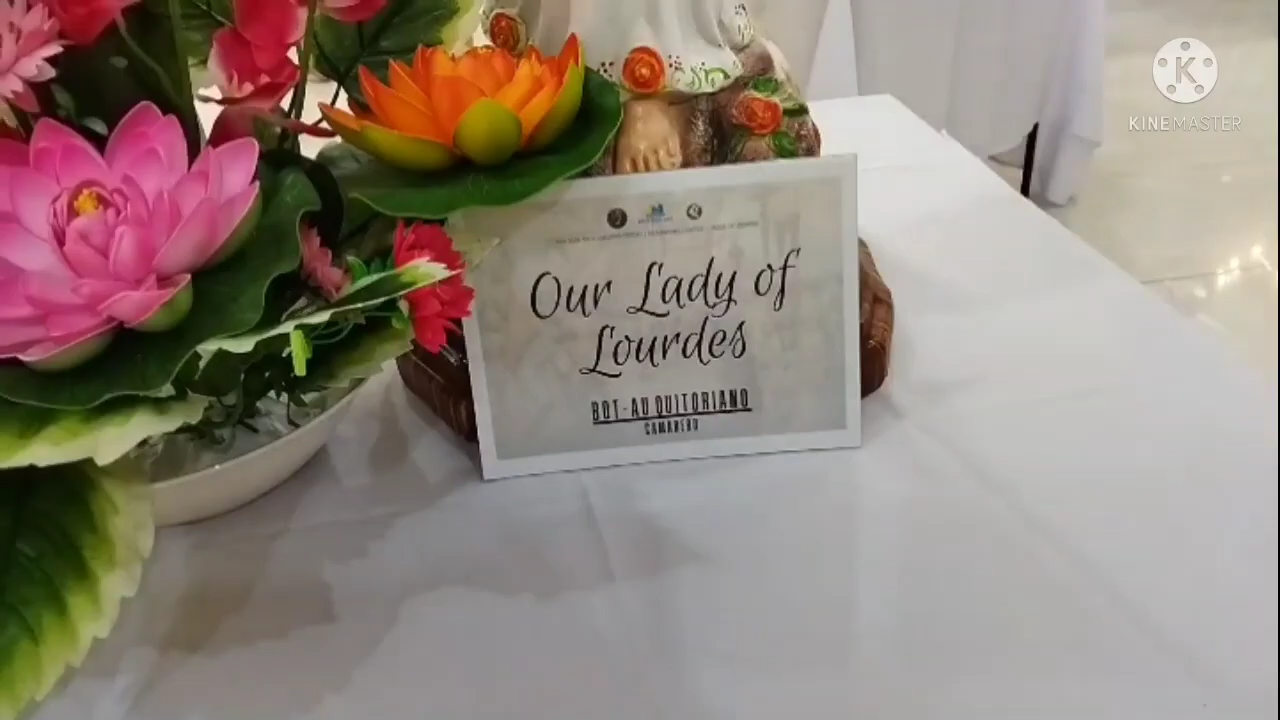 KINEMASTER
Our Lady of
Lourdes
BOT-AU QUITORIANO
CAMARERO